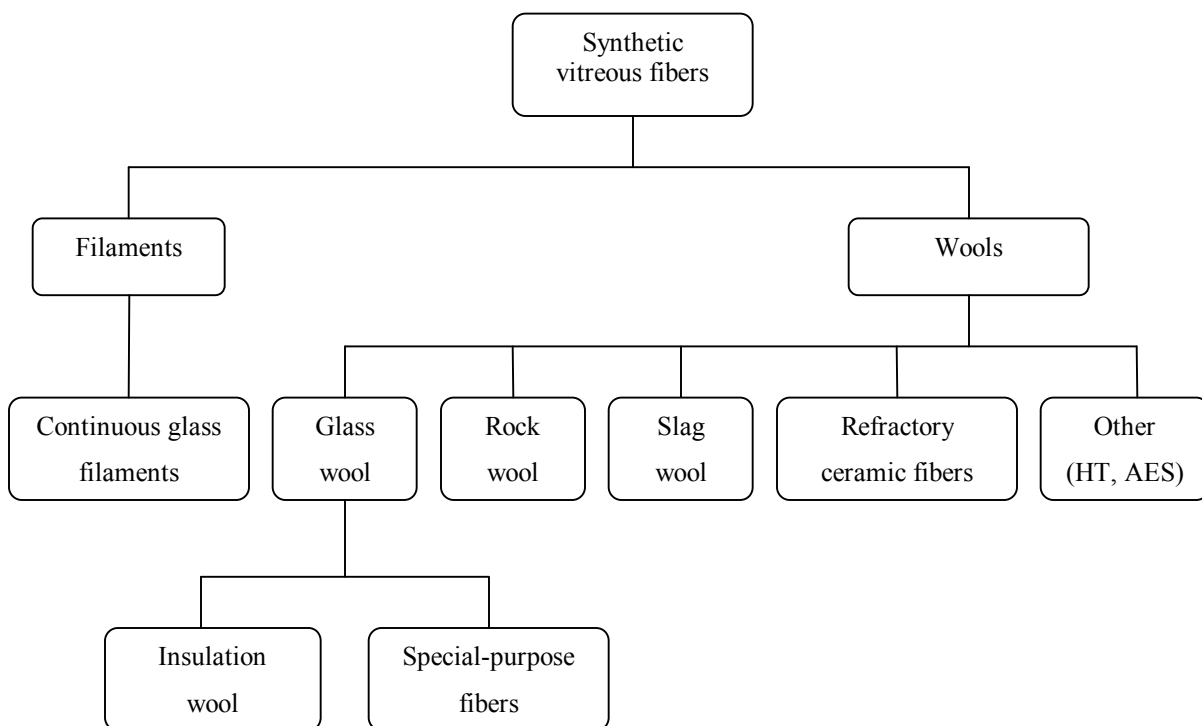 Synthetic
vitreous fibers
Filaments
Wools
Continuous glass
filaments
Glass
wool
Rock
wool
Slag
wool
Refractory
ceramic fibers
Other
(HT, AES)
Insulation
wool
Special-purpose
fibers